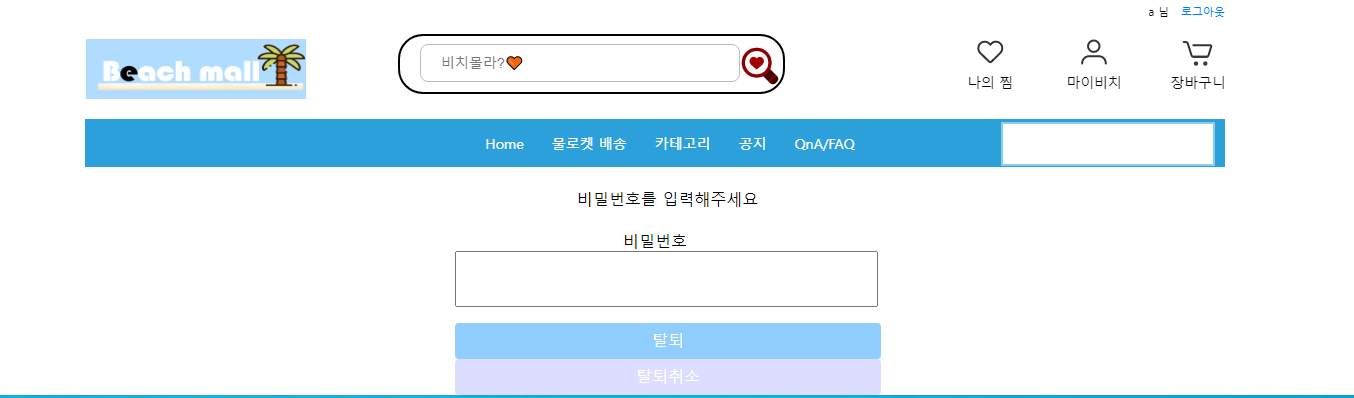 a 님 로그아웃
Beach mall
비치몰라?🧡
나의 찜 마이비치 장바구니
Home 물로켓 배송 카테고리 공지 QnA/FAQ
비밀번호를 입력해주세요
비밀번호
탈퇴
탈퇴취소